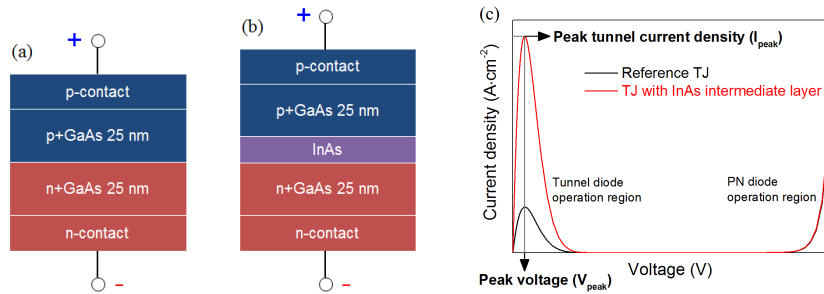 (a)
+
p-contact
p+GaAs 25 nm
n+GaAs 25 nm
n-contact
-
(b)
+
p-contact
p+GaAs 25 nm
InAs
n+GaAs 25 nm
n-contact
-
(c)
Peak tunnel current density (Ipeak)
Reference TJ
TJ with InAs intermediate layer
Current density (A·cm-2)
Tunnel diode
operation region
PN diode
operation region
Voltage (V)
Peak voltage (Vpeak)